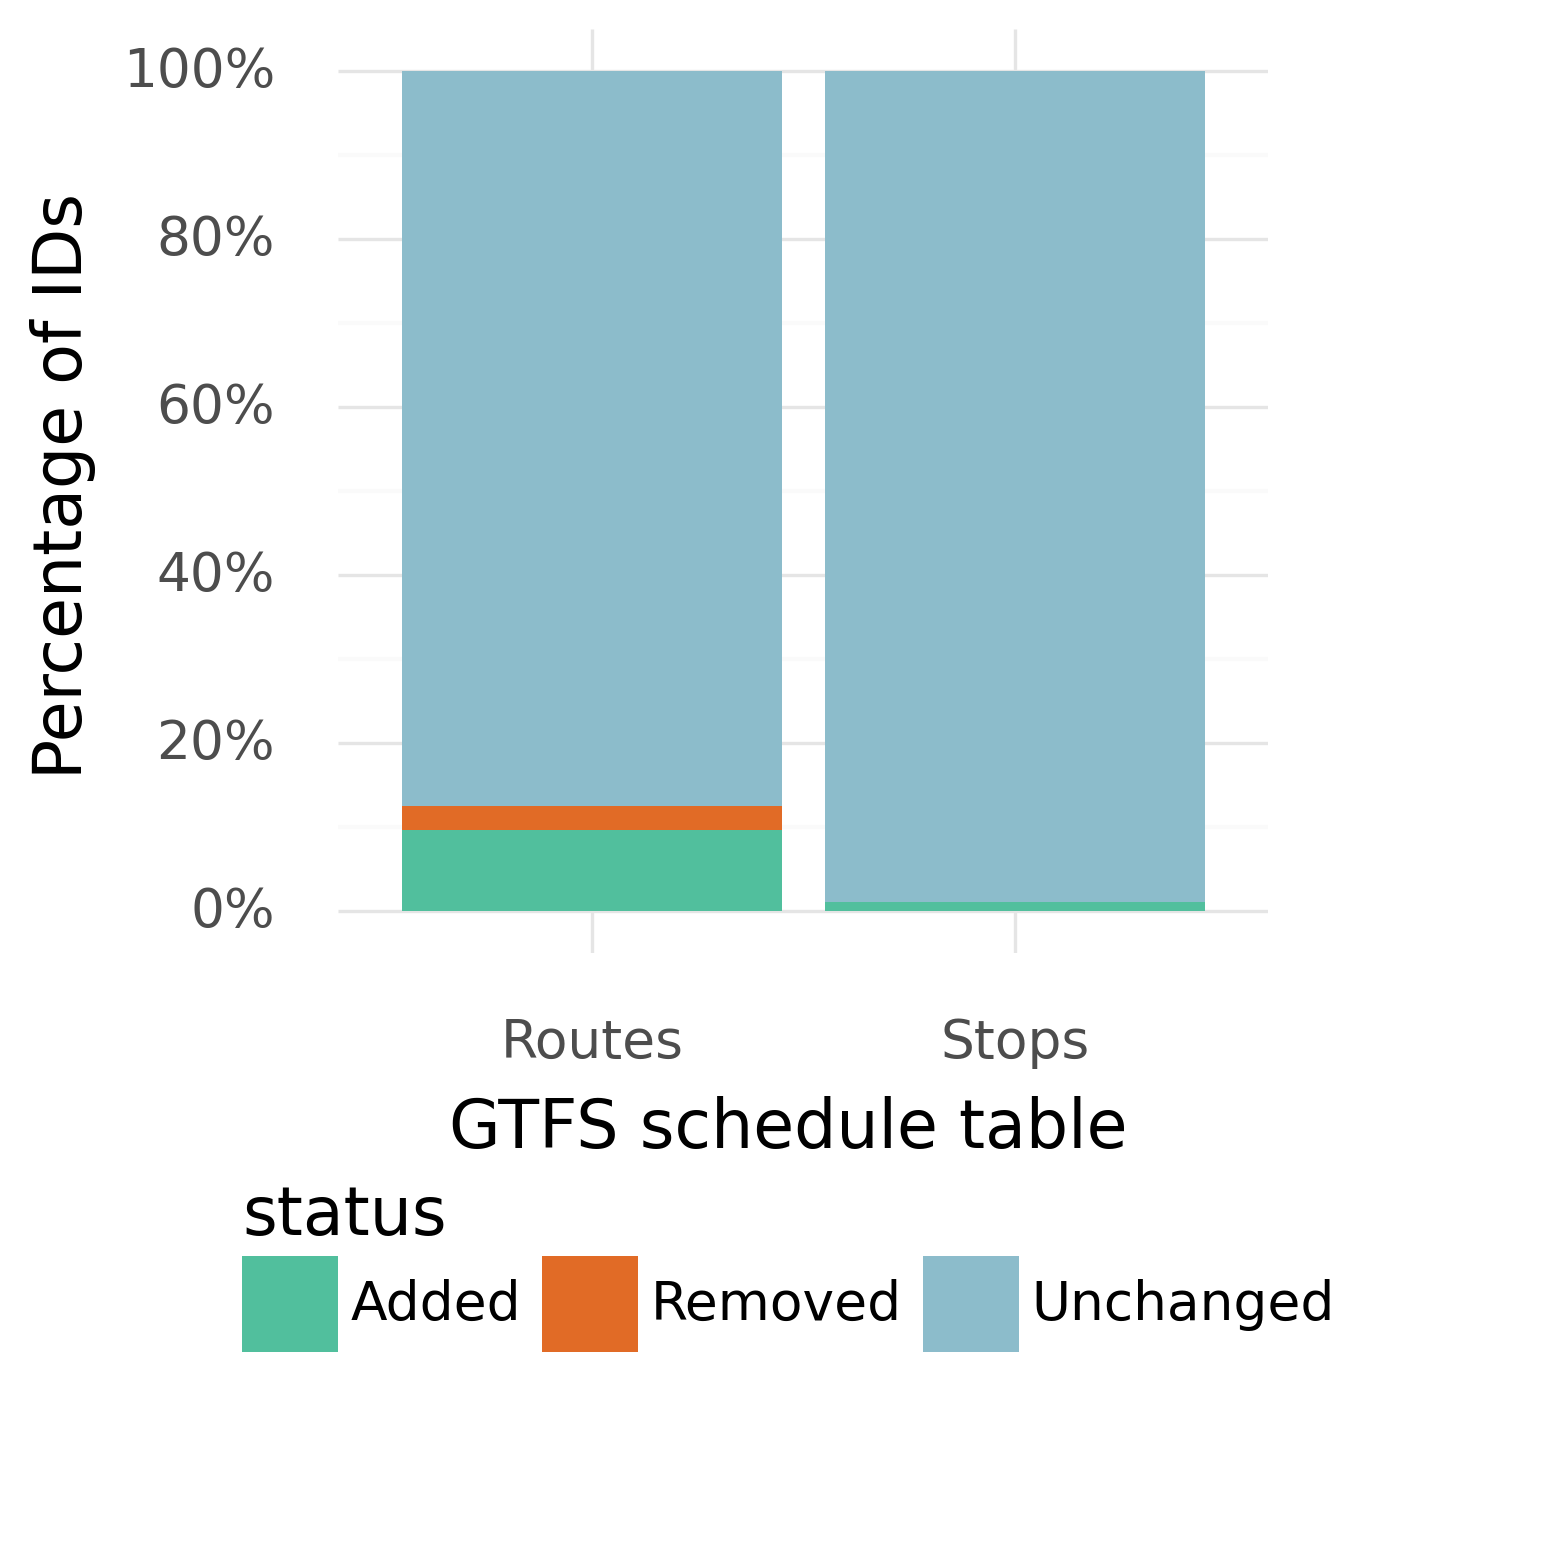 100%
80%
60%
40%
20%
0%
Percentage of IDs
Routes Stops
GTFS schedule table
status
Added Removed Unchanged